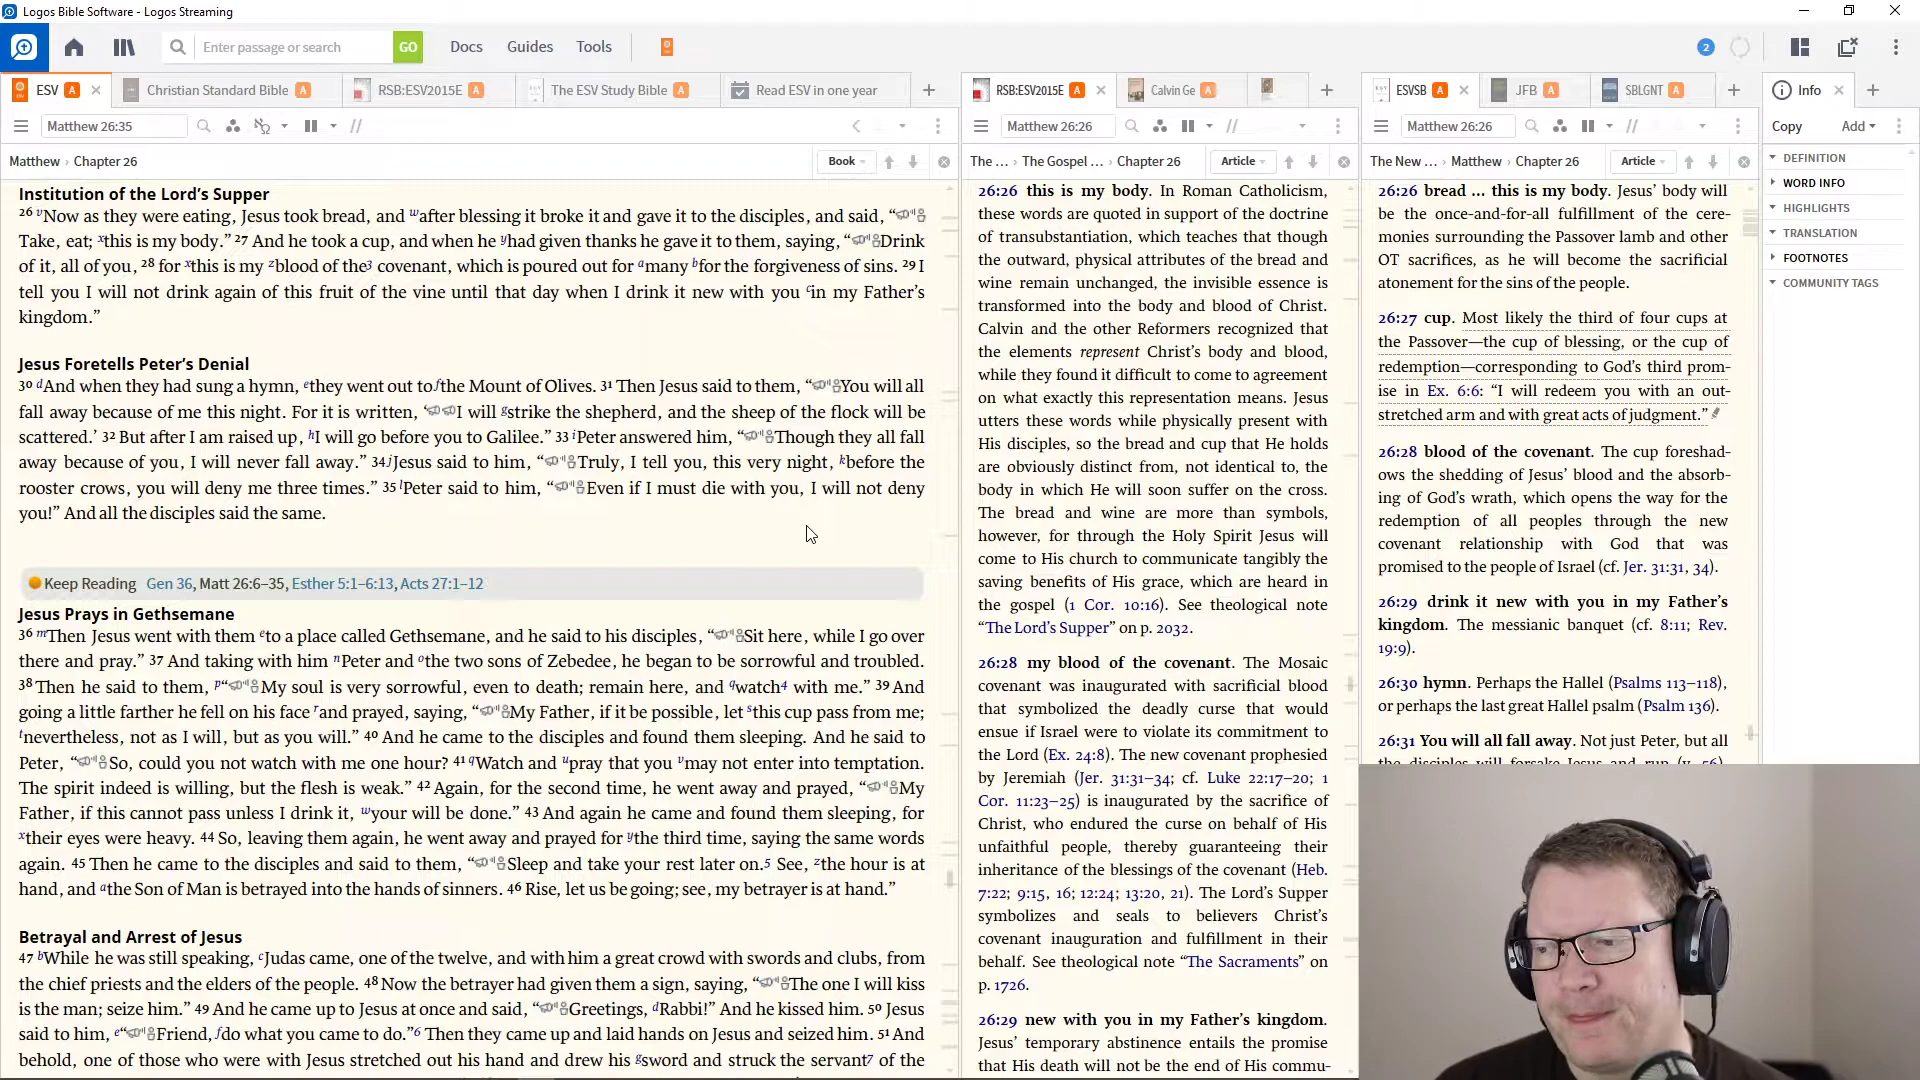 Logos Bible Software - Logos Streaming
Enter passage or search GO Docs Guides Tools 2
ESV A Christian Standard Bible A RSB:ESV2015E A The ESV Study Bible A Read ESV in one year
Matthew 26:35 //
Matthew › Chapter 26 Book
Institution of the Lord’s Supper
26 vNow as they were eating, Jesus took bread, and wafter blessing it broke it and gave it to the disciples, and said, “
Take, eat; xthis is my body.” 27 And he took a cup, and when he yhad given thanks he gave it to them, saying, “Drink
of it, all of you, 28 for xthis is my zblood of the3 covenant, which is poured out for amany bfor the forgiveness of sins. 29 I
tell you I will not drink again of this fruit of the vine until that day when I drink it new with you cin my Father’s
kingdom.”
Jesus Foretells Peter’s Denial
30 dAnd when they had sung a hymn, ethey went out to fthe Mount of Olives. 31 Then Jesus said to them, “You will all
fall away because of me this night. For it is written, ‘I will gstrike the shepherd, and the sheep of the flock will be
scattered.’ 32 But after I am raised up, hI will go before you to Galilee.” 33 iPeter answered him, “Though they all fall
away because of you, I will never fall away.” 34 jJesus said to him, “Truly, I tell you, this very night, kbefore the
rooster crows, you will deny me three times.” 35 lPeter said to him, “Even if I must die with you, I will not deny
you!” And all the disciples said the same.
Keep Reading Gen 36, Matt 26:6–35, Esther 5:1–6:13, Acts 27:1–12
Jesus Prays in Gethsemane
36 mThen Jesus went with them eto a place called Gethsemane, and he said to his disciples, “Sit here, while I go over
there and pray.” 37 And taking with him nPeter and othe two sons of Zebedee, he began to be sorrowful and troubled.
38 Then he said to them, p“My soul is very sorrowful, even to death; remain here, and qwatch4 with me.” 39 And
going a little farther he fell on his face rand prayed, saying, “My Father, if it be possible, let sthis cup pass from me;
tnevertheless, not as I will, but as you will.” 40 And he came to the disciples and found them sleeping. And he said to
Peter, “So, could you not watch with me one hour? 41 qWatch and upray that you vmay not enter into temptation.
The spirit indeed is willing, but the flesh is weak.” 42 Again, for the second time, he went away and prayed, “My
Father, if this cannot pass unless I drink it, wyour will be done.” 43 And again he came and found them sleeping, for
xtheir eyes were heavy. 44 So, leaving them again, he went away and prayed for ythe third time, saying the same words
again. 45 Then he came to the disciples and said to them, “Sleep and take your rest later on.5 See, zthe hour is at
hand, and athe Son of Man is betrayed into the hands of sinners. 46 Rise, let us be going; see, my betrayer is at hand.”
Betrayal and Arrest of Jesus
47 bWhile he was still speaking, cJudas came, one of the twelve, and with him a great crowd with swords and clubs, from
the chief priests and the elders of the people. 48 Now the betrayer had given them a sign, saying, “The one I will kiss
is the man; seize him.” 49 And he came up to Jesus at once and said, “Greetings, dRabbi!” And he kissed him. 50 Jesus
said to him, e“Friend, fdo what you came to do.”6 Then they came up and laid hands on Jesus and seized him. 51 And
behold, one of those who were with Jesus stretched out his hand and drew his gsword and struck the servant7 of the
RSB:ESV2015E A Calvin Ge A
Matthew 26:26 //
The ... › The Gospel ... › Chapter 26 Article
26:26 this is my body. In Roman Catholicism,
these words are quoted in support of the doctrine
of transubstantiation, which teaches that though
the outward, physical attributes of the bread and
wine remain unchanged, the invisible essence is
transformed into the body and blood of Christ.
Calvin and the other Reformers recognized that
the elements represent Christ’s body and blood,
while they found it difficult to come to agreement
on what exactly this representation means. Jesus
utters these words while physically present with
His disciples, so the bread and cup that He holds
are obviously distinct from, not identical to, the
body in which He will soon suffer on the cross.
The bread and wine are more than symbols,
however, for through the Holy Spirit Jesus will
come to His church to communicate tangibly the
saving benefits of His grace, which are heard in
the gospel (1 Cor. 10:16). See theological note
“The Lord’s Supper” on p. 2032.
26:28 my blood of the covenant. The Mosaic
covenant was inaugurated with sacrificial blood
that symbolized the deadly curse that would
ensue if Israel were to violate its commitment to
the Lord (Ex. 24:8). The new covenant prophesied
by Jeremiah (Jer. 31:31–34; cf. Luke 22:17–20; 1
Cor. 11:23–25) is inaugurated by the sacrifice of
Christ, who endured the curse on behalf of His
unfaithful people, thereby guaranteeing their
inheritance of the blessings of the covenant (Heb.
7:22; 9:15, 16; 12:24; 13:20, 21). The Lord’s Supper
symbolizes and seals to believers Christ’s
covenant inauguration and fulfillment in their
behalf. See theological note “The Sacraments” on
p. 1726.
26:29 new with you in my Father’s kingdom.
Jesus’ temporary abstinence entails the promise
that His death will not be the end of His commu-
ESVSB A JFB A SBLGNT A
Matthew 26:26 //
The New ... › Matthew › Chapter 26 Article
26:26 bread ... this is my body. Jesus’ body will
be the once-and-for-all fulfillment of the cere-
monies surrounding the Passover lamb and other
OT sacrifices, as he will become the sacrificial
atonement for the sins of the people.
26:27 cup. Most likely the third of four cups at
the Passover—the cup of blessing, or the cup of
redemption—corresponding to God’s third prom-
ise in Ex. 6:6: “I will redeem you with an out-
stretched arm and with great acts of judgment.”
26:28 blood of the covenant. The cup foreshad-
ows the shedding of Jesus’ blood and the absorb-
ing of God’s wrath, which opens the way for the
redemption of all peoples through the new
covenant relationship with God that was
promised to the people of Israel (cf. Jer. 31:31, 34).
26:29 drink it new with you in my Father’s
kingdom. The messianic banquet (cf. 8:11; Rev.
19:9).
26:30 hymn. Perhaps the Hallel (Psalms 113–118),
or perhaps the last great Hallel psalm (Psalm 136).
26:31 You will all fall away. Not just Peter, but all
the disciples will forsake Jesus and run (v. 56).
Info
Copy Add
DEFINITION
WORD INFO
HIGHLIGHTS
TRANSLATION
FOOTNOTES
COMMUNITY TAGS